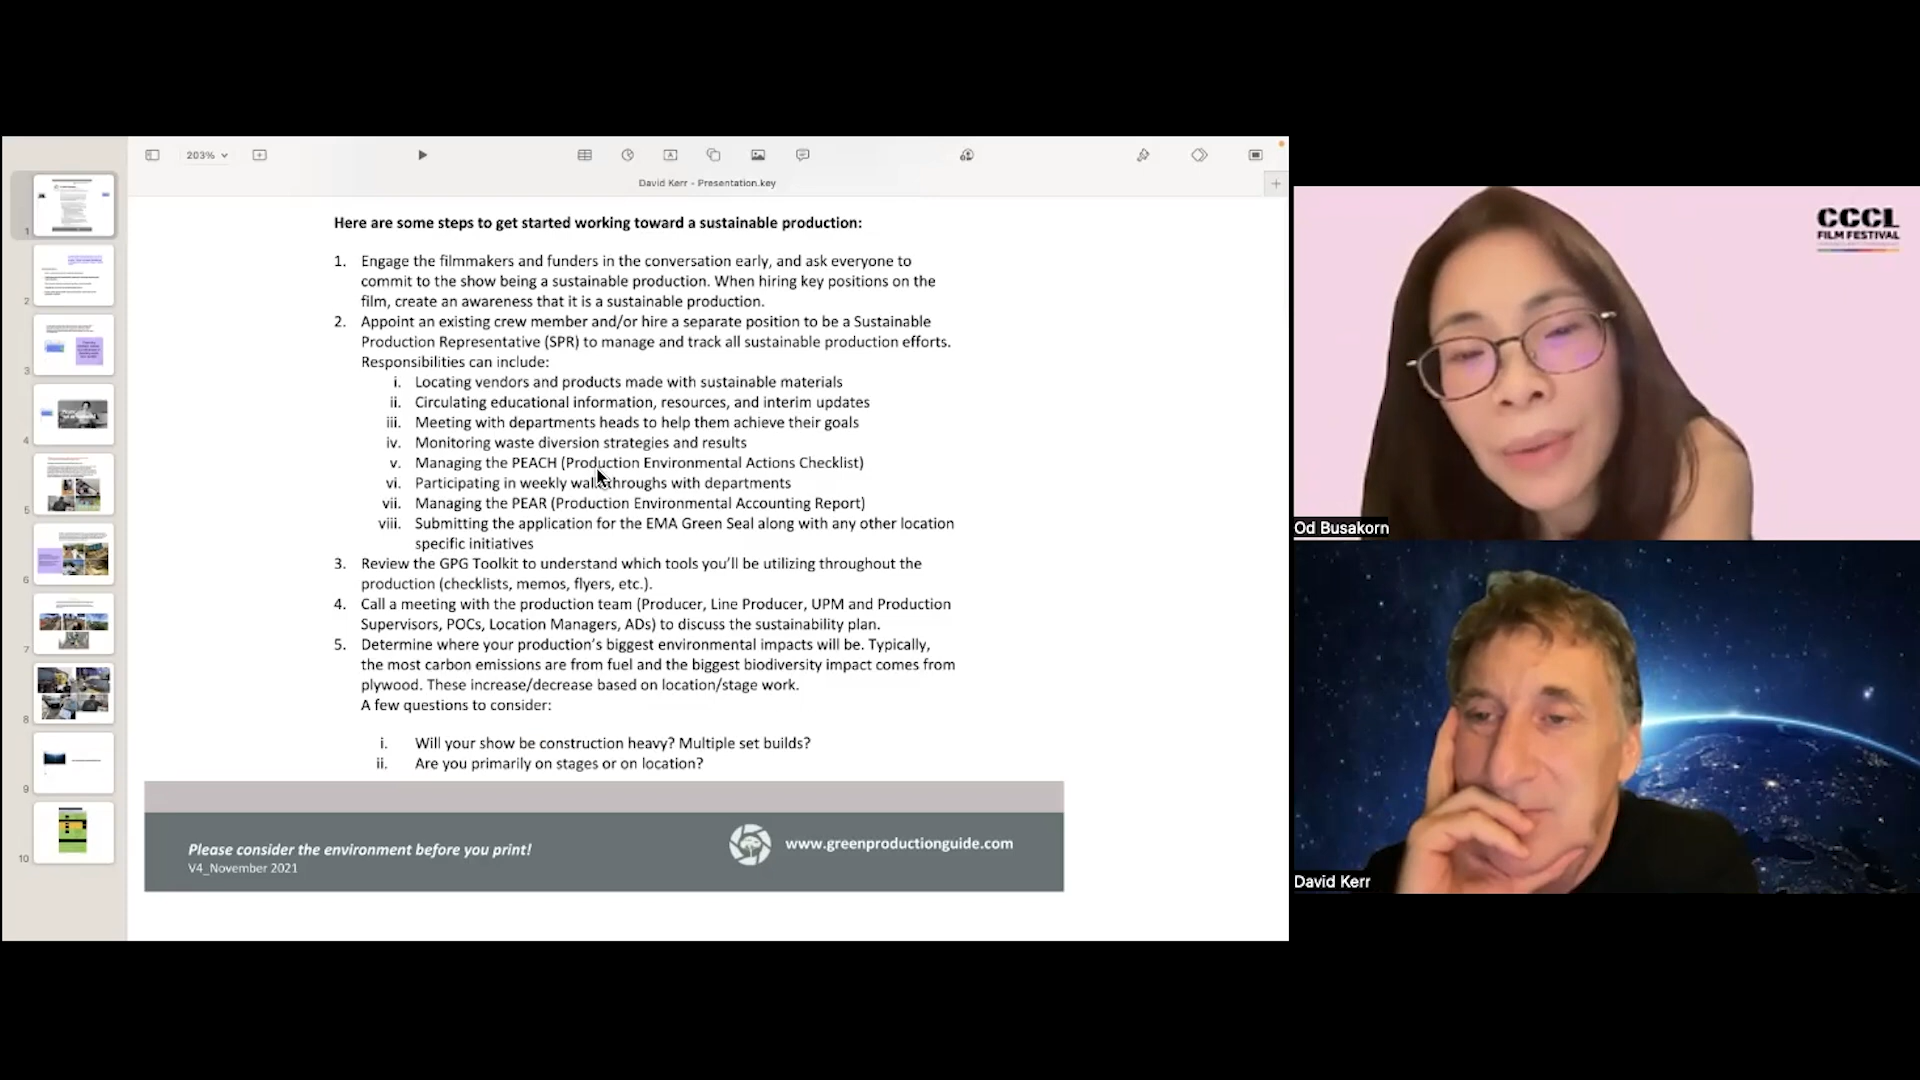 203%
David Kerr - Presentation.key
Here are some steps to get started working toward a sustainable production:
1. Engage the filmmakers and funders in the conversation early, and ask everyone to
commit to the show being a sustainable production. When hiring key positions on the
film, create an awareness that it is a sustainable production.
2. Appoint an existing crew member and/or hire a separate position to be a Sustainable
Production Representative (SPR) to manage and track all sustainable production efforts.
Responsibilities can include:
i. Locating vendors and products made with sustainable materials
ii. Circulating educational information, resources, and interim updates
iii. Meeting with departments heads to help them achieve their goals
iv. Monitoring waste diversion strategies and results
v. Managing the PEACH (Production Environmental Actions Checklist)
vi. Participating in weekly walkthroughs with departments
vii. Managing the PEAR (Production Environmental Accounting Report)
viii. Submitting the application for the EMA Green Seal along with any other location
specific initiatives
3. Review the GPG Toolkit to understand which tools you'll be utilizing throughout the
production (checklists, memos, flyers, etc.).
4. Call a meeting with the production team (Producer, Line Producer, UPM and Production
Supervisors, POCs, Location Managers, ADs) to discuss the sustainability plan.
5. Determine where your production's biggest environmental impacts will be. Typically,
the most carbon emissions are from fuel and the biggest biodiversity impact comes from
plywood. These increase/decrease based on location/stage work.
A few questions to consider:
i. Will your show be construction heavy? Multiple set builds?
ii. Are you primarily on stages or on location?
Please consider the environment before you print!
V4_November 2021
www.greenproductionguide.com
1
2
3
4
5
6
7
8
9
10
CCCL
FILM FESTIVAL
Od Busakorn
David Kerr